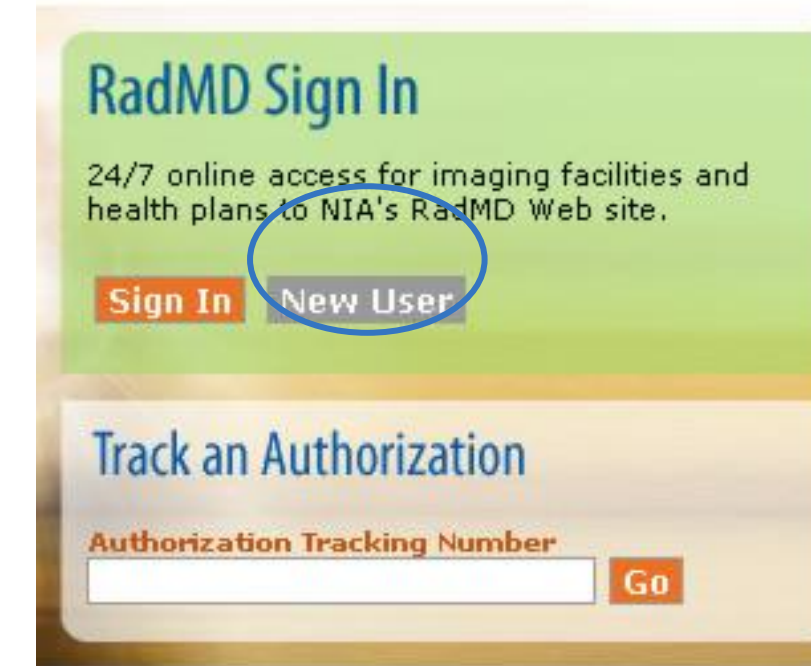 RadMD Sign In
24/7 online access for imaging facilities and
health plans to NIA's RadMD Web site.
Sign In New User
Track an Authorization
Authorization Tracking Number
Go